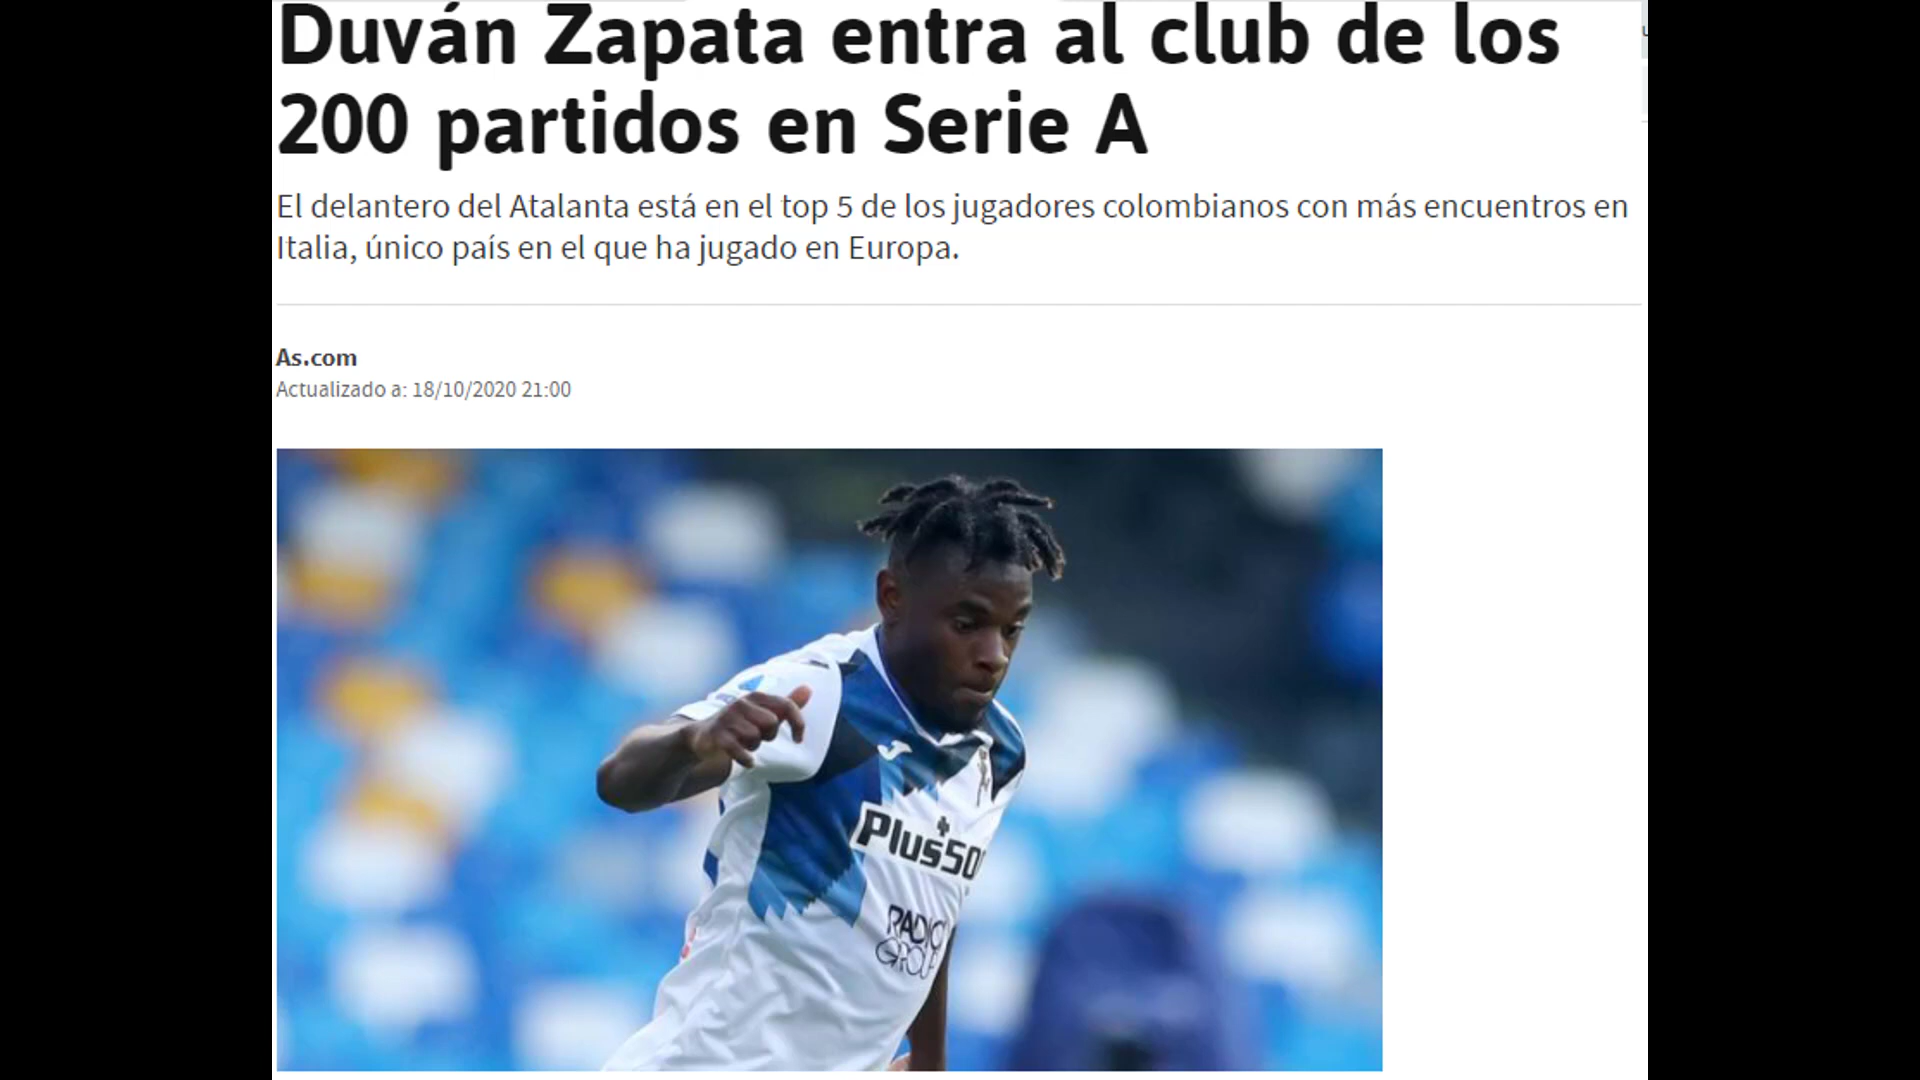 Duván Zapata entra al club de los
200 partidos en Serie A
El delantero del Atalanta está en el top 5 de los jugadores colombianos con más encuentros en
Italia, único país en el que ha jugado en Europa.
As.com
Actualizado a: 18/10/2020 21:00
Plus50
RADIO
GROUP